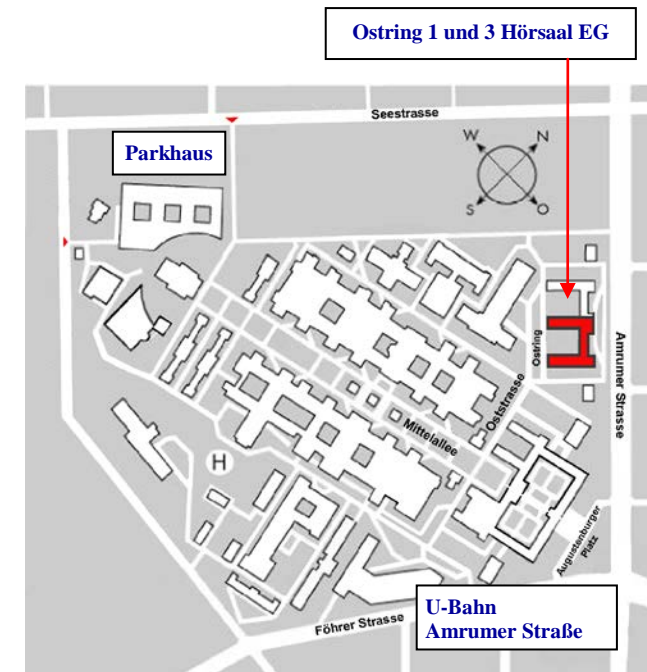 Ostring 1 und 3 Hörsaal EG
Seestrasse
Parkhaus
W N
S O
Ostring
Amrumer Strasse
Oststrasse
Mittelallee
H
Augustenburger
Platz
U-Bahn
Amrumer Straße
Föhrer Strasse